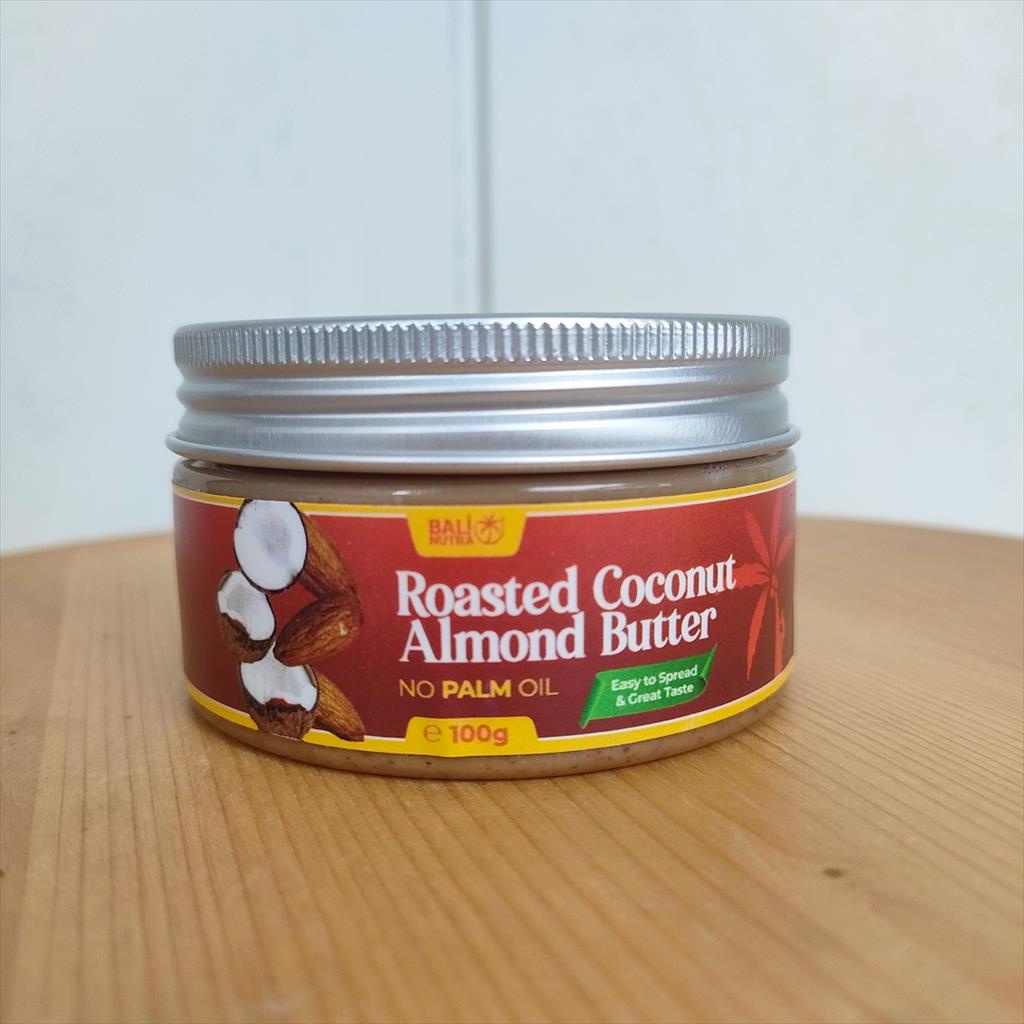 BALI
NUTRA
Roasted Coconut
Almond Butter
NO PALM OIL
Easy to Spread
& Great Taste
℮ 100g